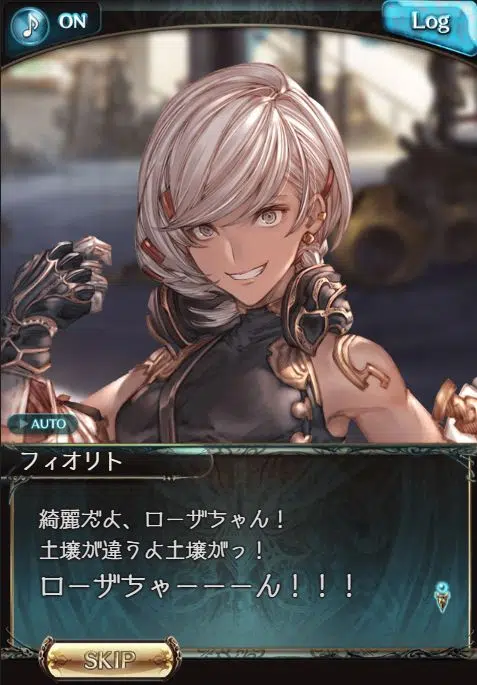 ON
Log
AUTO
フィオリト
綺麗だよ、ローザちゃん！
土壌が違うよ土壌がっ！
ローザちゃーーーん！！！
SKIP